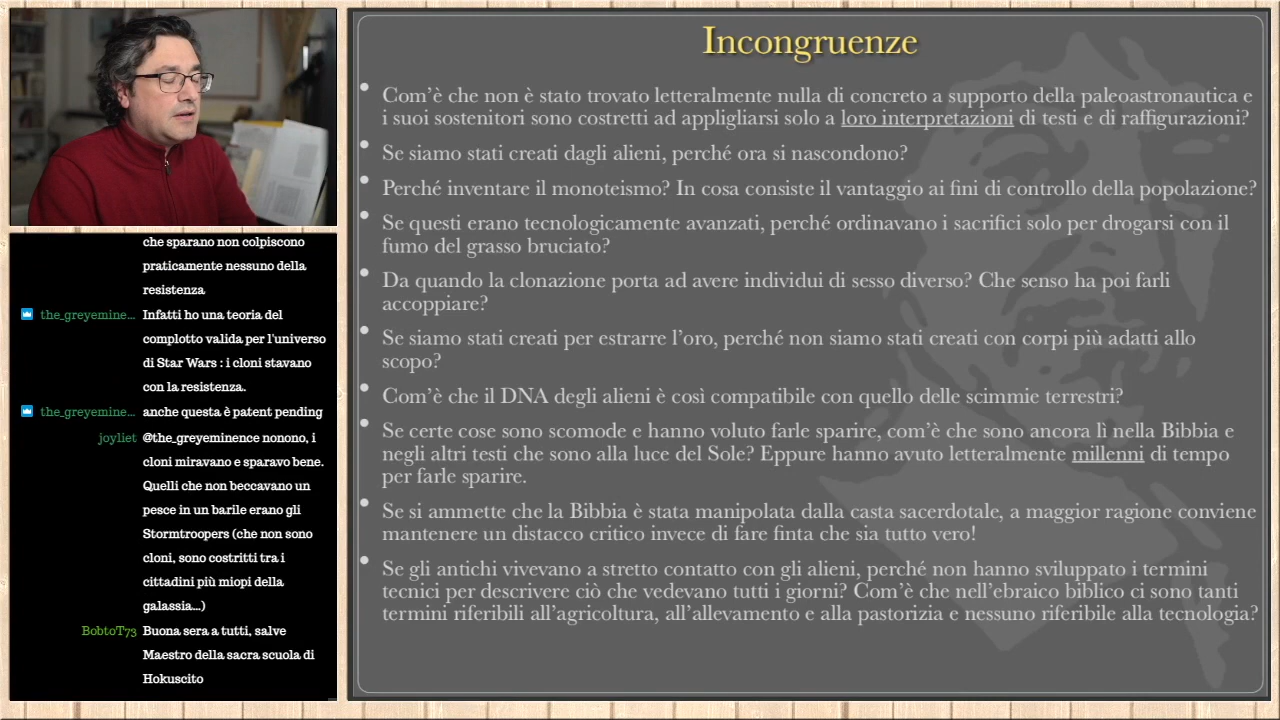 Incongruenze
Com'è che non è stato trovato letteralmente nulla di concreto a supporto della paleoastronautica e
i suoi sostenitori sono costretti ad appligliarsi solo a loro interpretazioni di testi e di raffigurazioni?
Se siamo stati creati dagli alieni, perché ora si nascondono?
Perché inventare il monoteismo? In cosa consiste il vantaggio ai fini di controllo della popolazione?
Se questi erano tecnologicamente avanzati, perché ordinavano i sacrifici solo per drogarsi con il
fumo del grasso bruciato?
Da quando la clonazione porta ad avere individui di sesso diverso? Che senso ha poi farli
accoppiare?
Se siamo stati creati per estrarre l'oro, perché non siamo stati creati con corpi più adatti allo
scopo?
Com'è che il DNA degli alieni è così compatibile con quello delle scimmie terrestri?
Se certe cose sono scomode e hanno voluto farle sparire, com'è che sono ancora lì nella Bibbia e
negli altri testi che sono alla luce del Sole? Eppure hanno avuto letteralmente millenni di tempo
per farle sparire.
Se si ammette che la Bibbia è stata manipolata dalla casta sacerdotale, a maggior ragione conviene
mantenere un distacco critico invece di fare finta che sia tutto vero!
Se gli antichi vivevano a stretto contatto con gli alieni, perché non hanno sviluppato i termini
tecnici per descrivere ciò che vedevano tutti i giorni? Com'è che nell'ebraico biblico ci sono tanti
termini riferibili all'agricoltura, all'allevamento e alla pastorizia e nessuno riferibile alla tecnologia?
che sparano non colpiscono
praticamente nessuno della
resistenza
the_greyemine... Infatti ho una teoria del
complotto valida per l'universo
di Star Wars : i cloni stavano
con la resistenza.
the_greyemine... anche questa è patent pending
joyliet @the_greyeminence nonono, i
cloni miravano e sparavo bene.
Quelli che non beccavano un
pesce in un barile erano gli
Stormtroopers (che non sono
cloni, sono costritti tra i
cittadini più miopi della
galassia...)
BobtoT73 Buona sera a tutti, salve
Maestro della sacra scuola di
Hokuscito